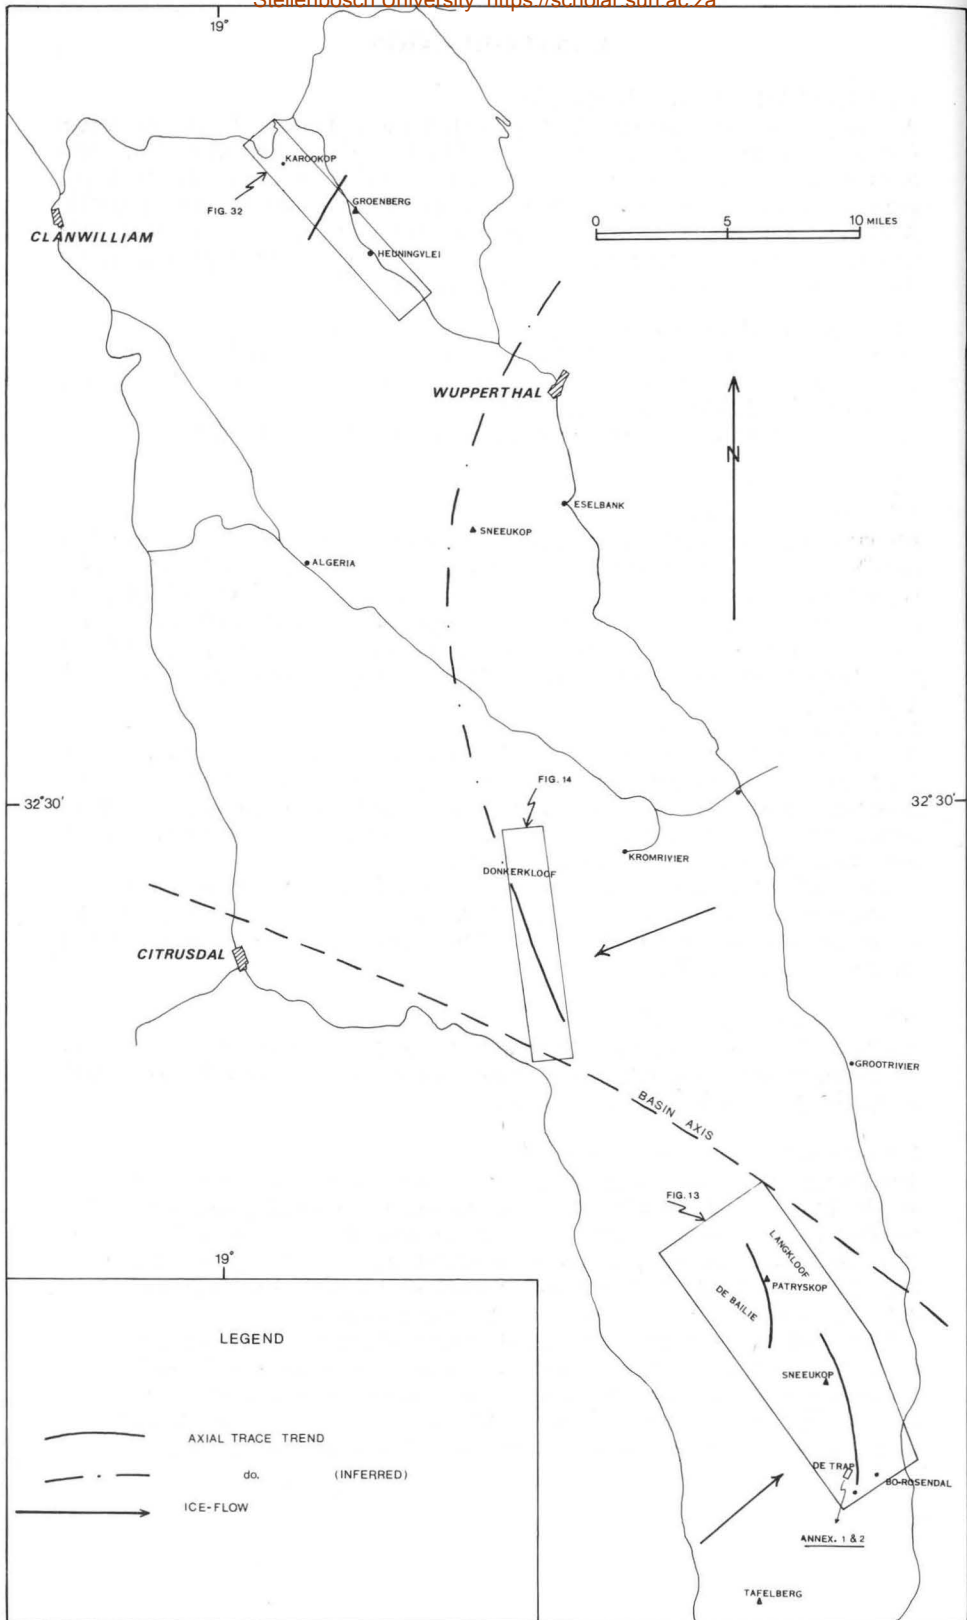 Stellenbosch University https://scholar.sun.ac.za
19°
KAROOKOP
FIG. 32
GROENBERG
CLANWILLIAM
HEUNINGVLEI
0 5 10 MILES
WUPPERTHAL
N
ESELBANK
SNEEUKOP
ALGERIA
FIG. 14
32°30'
32°30'
KROMRIVIER
DONKERKLOOF
CITRUSDAL
GROOTRIVIER
BASIN AXIS
FIG. 13
LANGKLOOF
19°
PATRYSKOP
DE BAILIE
LEGEND
SNEEUKOP
AXIAL TRACE TREND
DE TRAP
do. (INFERRED)
BO-ROSENDAL
ICE-FLOW
ANNEX. 1 & 2
TAFELBERG